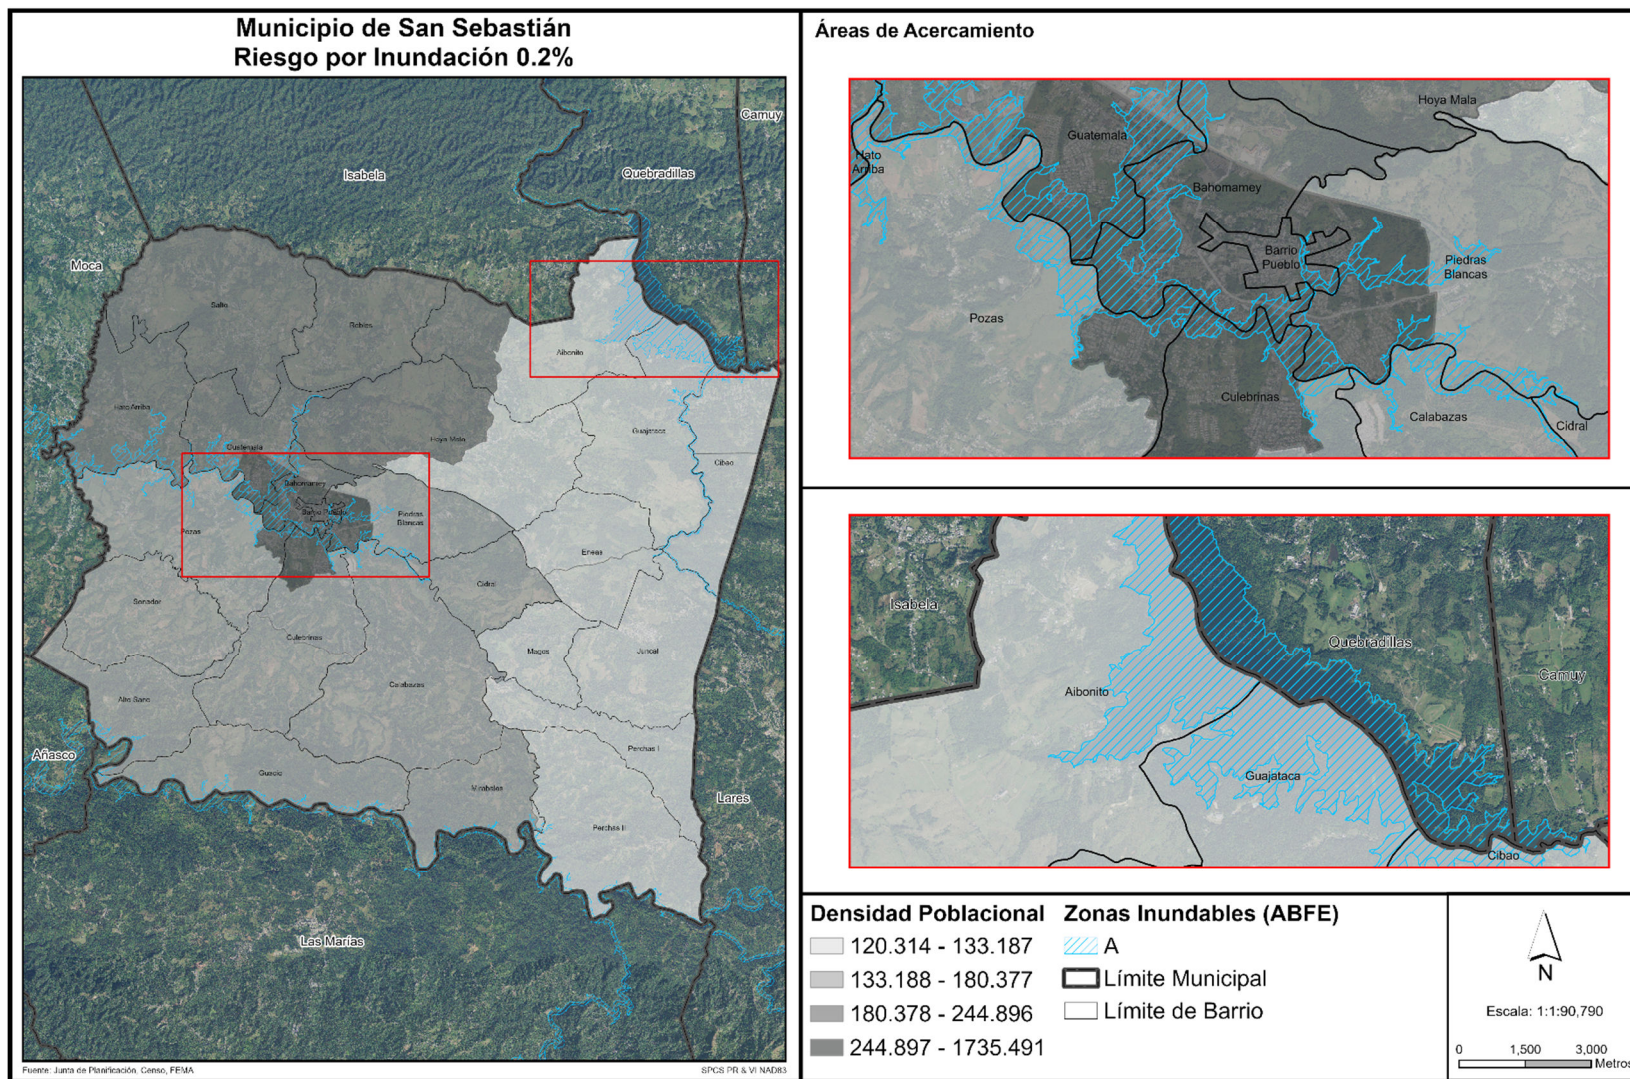 Municipio de San Sebastián
Riesgo por Inundación 0.2%
Camuy
Isabela
Quebradillas
Moca
Salto
Robles
Aibonito
Hato Arriba
Guajataca
Hoya Mala
Guatemala
Cibao
Bahomamey
Barrio Pueblo
Piedras
Blancas
Pozas
Eneas
Cidral
Sonador
Culebrinas
Magos
Juncal
Calabazas
Alto Sano
Perchas I
Añasco
Guacio
Mirabales
Lares
Perchas II
Las Marías
Fuente: Junta de Planificación, Censo, FEMA
SPCS PR & VI NAD83
Áreas de Acercamiento
Hoya Mala
Guatemala
Hato
Arriba
Bahomamey
Barrio
Pueblo
Piedras
Blancas
Pozas
Culebrinas
Calabazas
Cidral
Isabela
Quebradillas
Camuy
Aibonito
Guajataca
Cibao
Densidad Poblacional
120.314 - 133.187
133.188 - 180.377
180.378 - 244.896
244.897 - 1735.491
Zonas Inundables (ABFE)
A
Límite Municipal
Límite de Barrio
N
Escala: 1:1:90,790
0 1,500 3,000
Metros